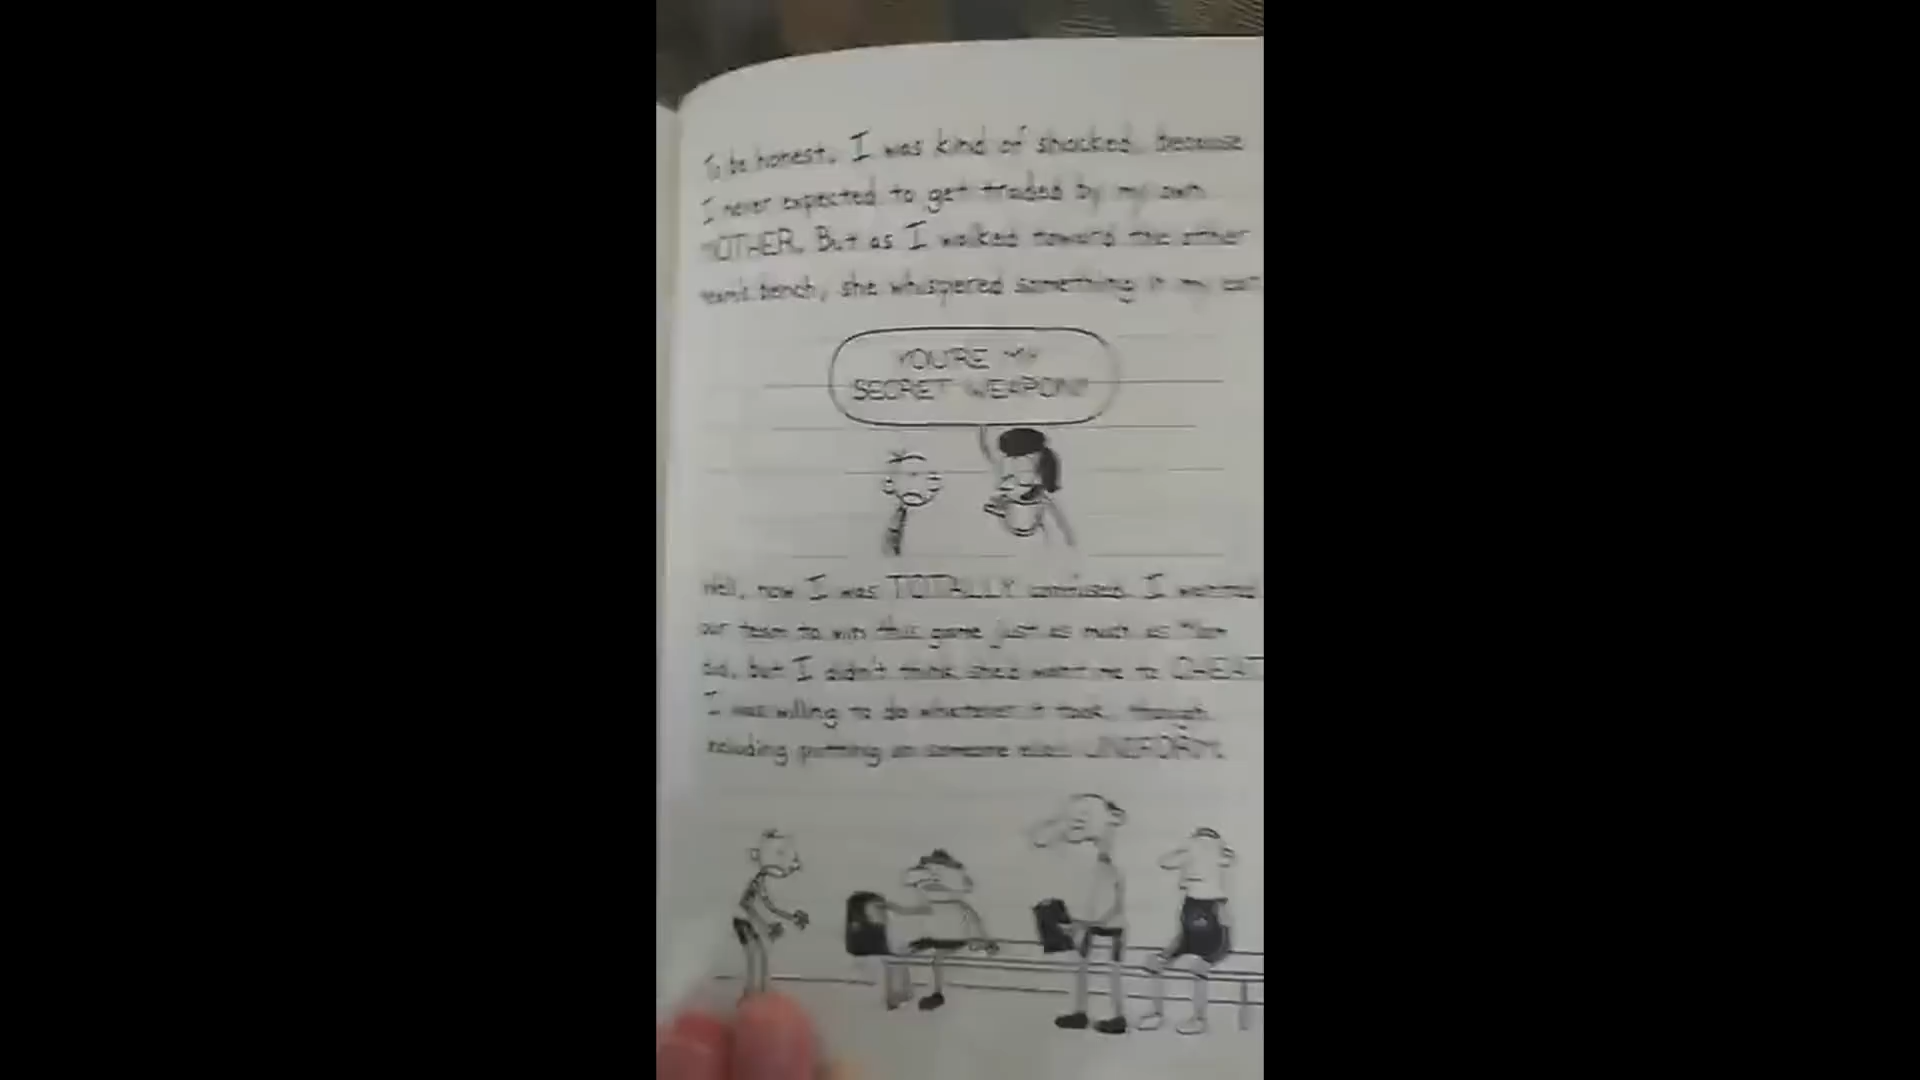 To be honest, I was kind of shocked, because
I never expected to get traded by my own
MOTHER. But as I walked toward the other
team's bench, she whispered something in my ear.
YOU'RE MY
SECRET WEAPON!
Well, now I was TOTALLY confused. I wanted
our team to win this game just as much as Mom
did, but I didn't think she'd want me to CHEAT
I was willing to do whatever it took, though,
including putting on someone else's UNIFORM.